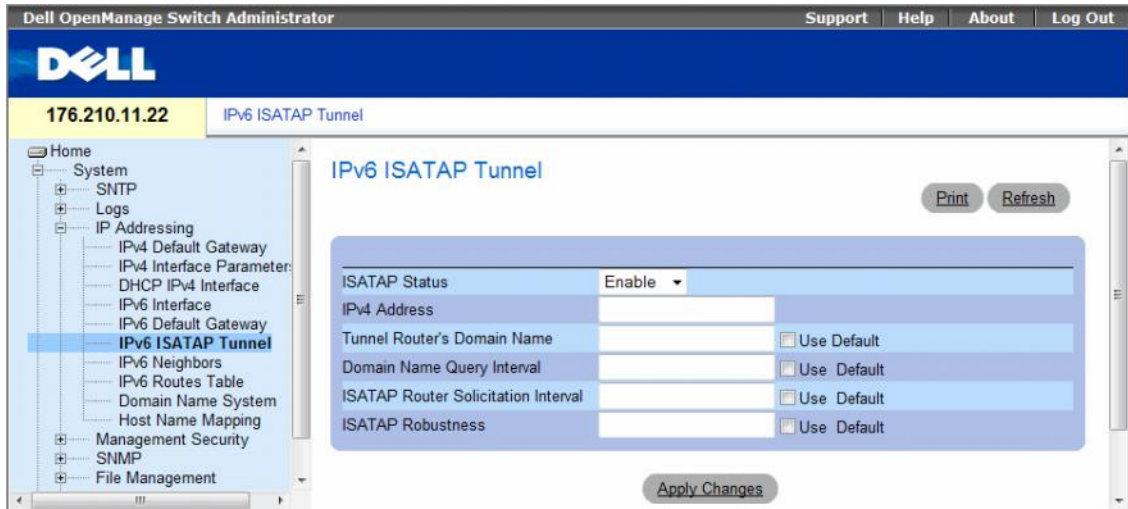 Dell OpenManage Switch Administrator
Support Help About Log Out
DELL
176.210.11.22
IPv6 ISATAP Tunnel
Home
System
SNTP
Logs
IP Addressing
IPv4 Default Gateway
IPv4 Interface Parameter
DHCP IPv4 Interface
IPv6 Interface
IPv6 Default Gateway
IPv6 ISATAP Tunnel
IPv6 Neighbors
IPv6 Routes Table
Domain Name System
Host Name Mapping
Management Security
SNMP
File Management
IPv6 ISATAP Tunnel
Print Refresh
ISATAP Status Enable
IPv4 Address
Tunnel Router's Domain Name Use Default
Domain Name Query Interval Use Default
ISATAP Router Solicitation Interval Use Default
ISATAP Robustness Use Default
Apply Changes